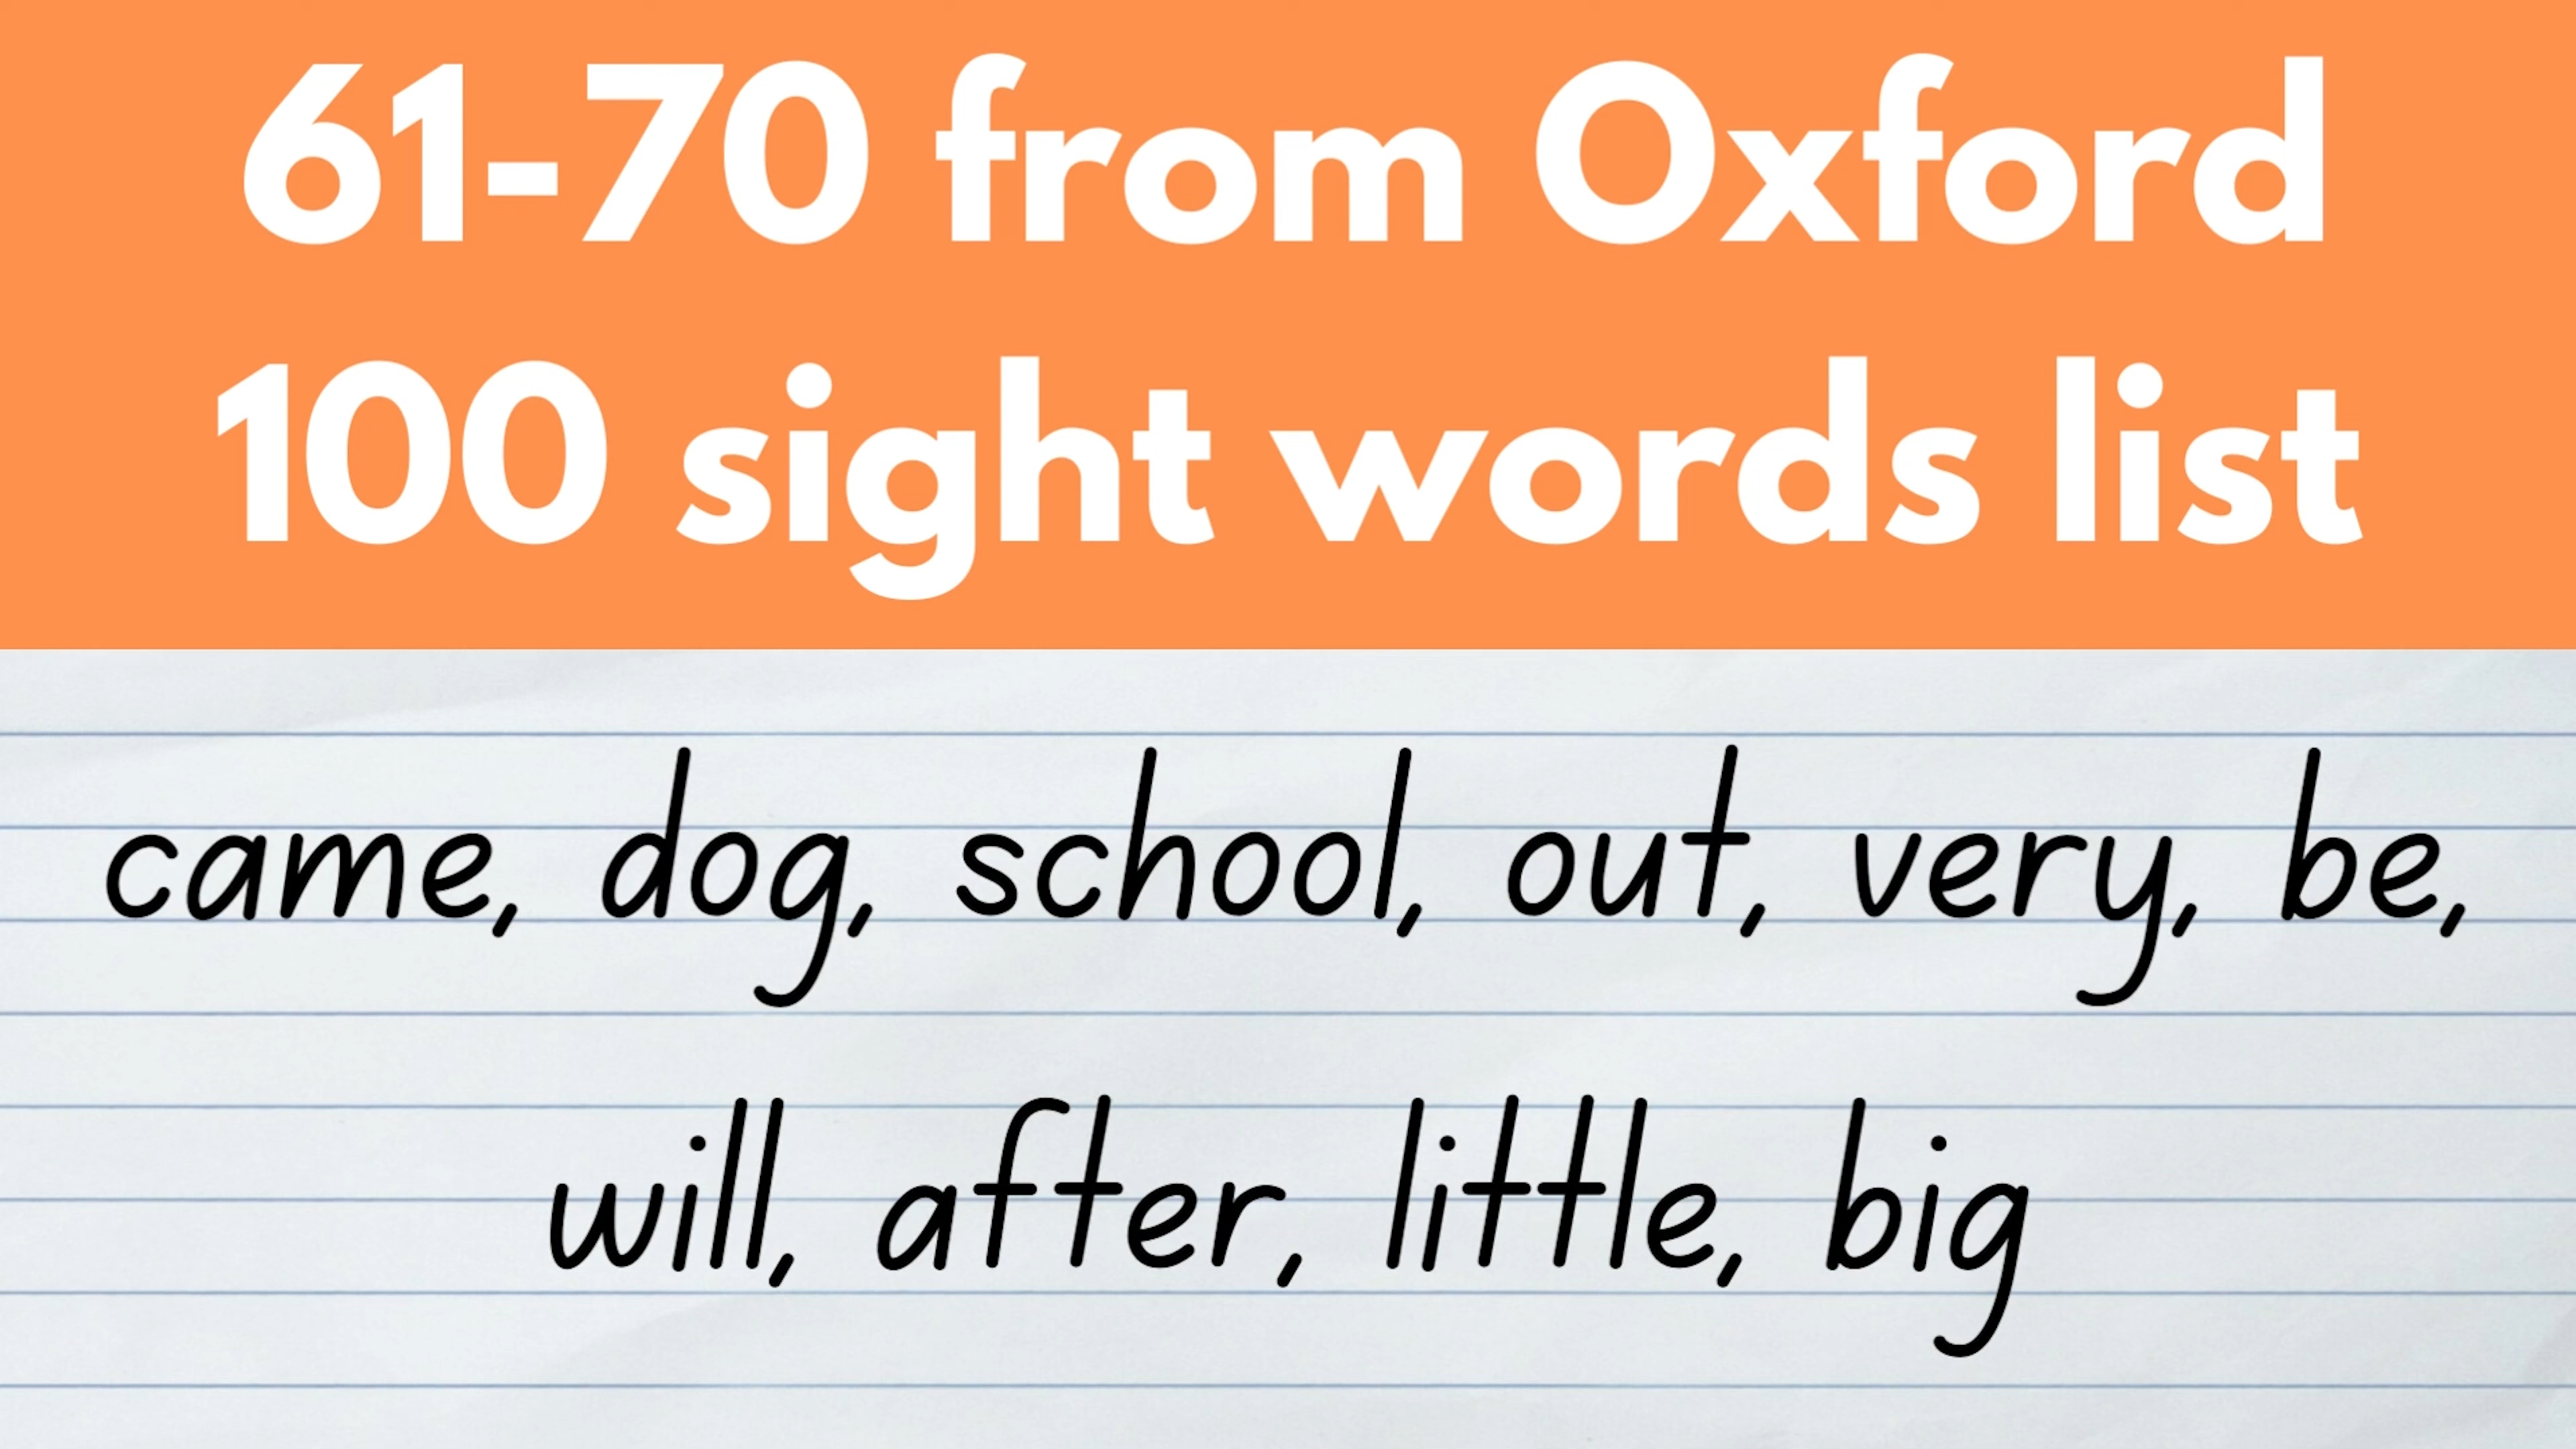 61-70 from Oxford
100 sight words list
came, dog, school, out, very, be,
will, after, little, big